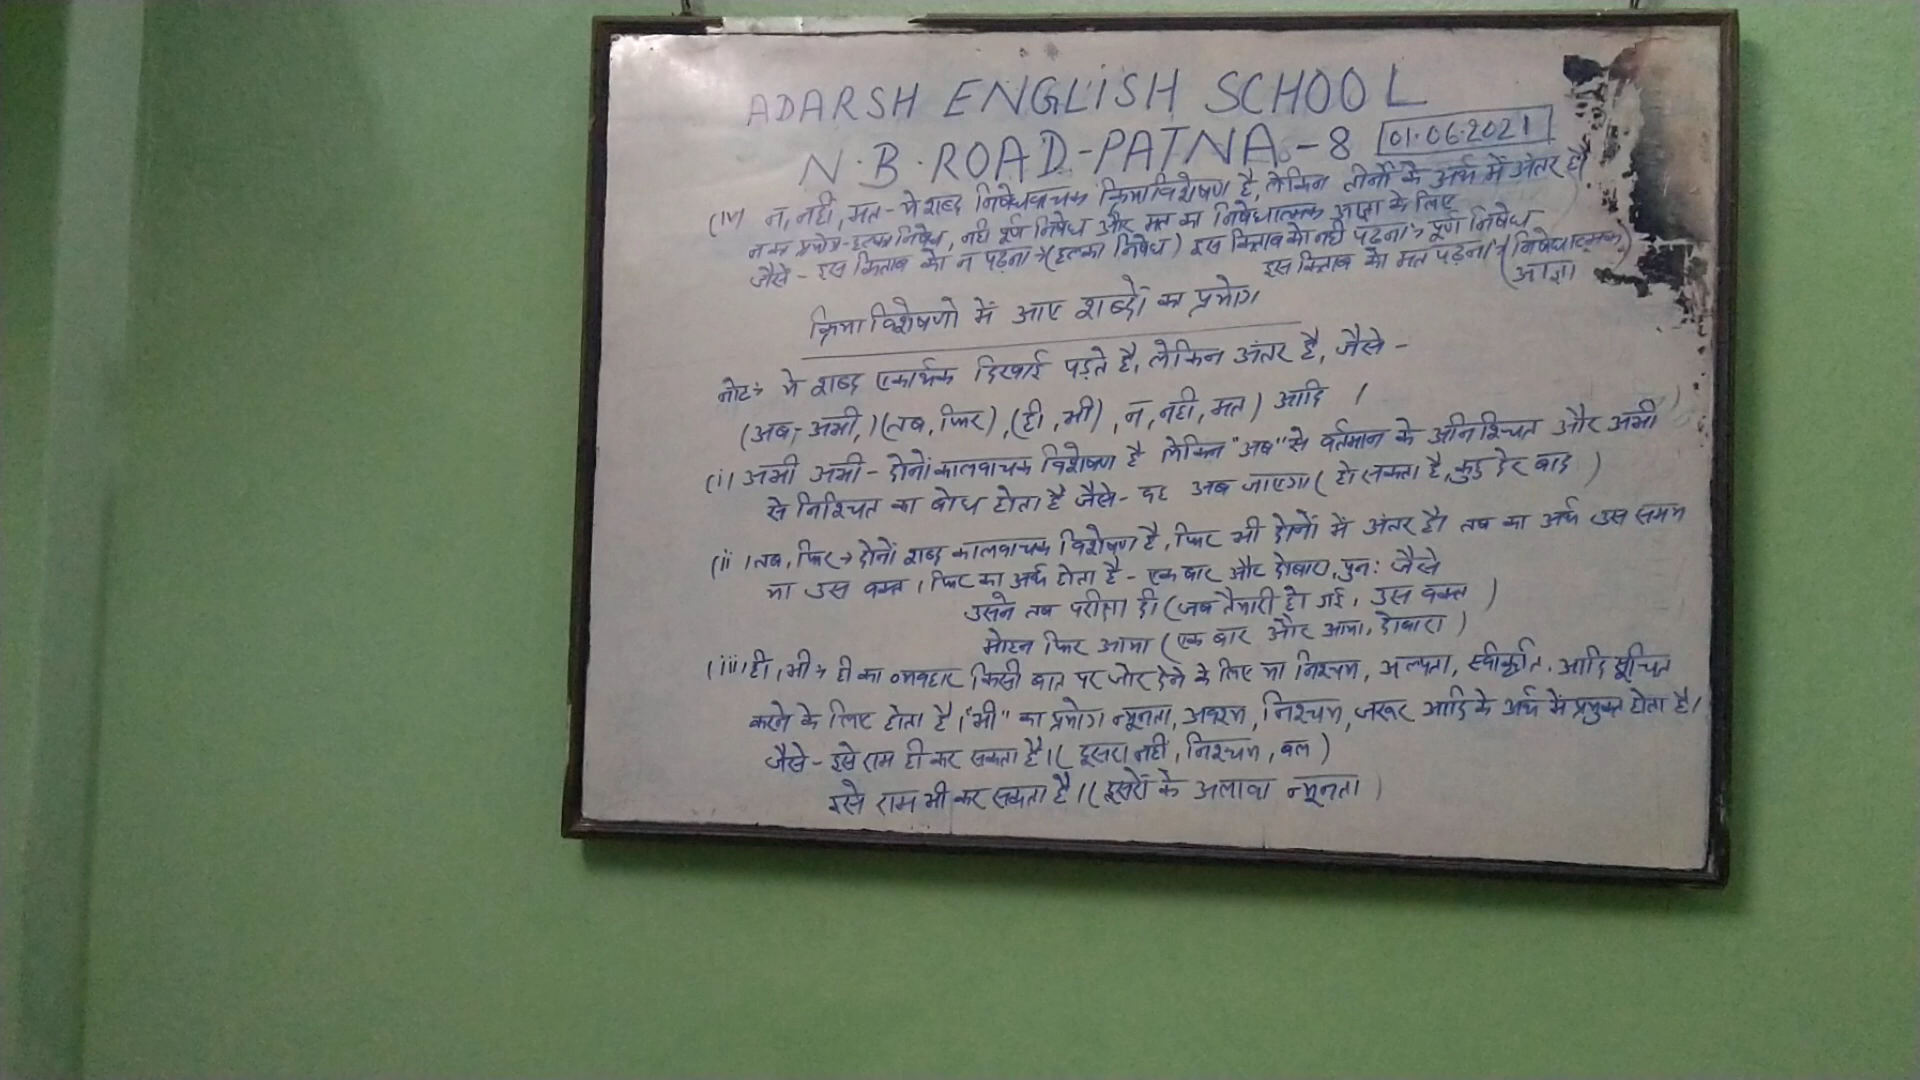 ADARSH ENGLISH SCHOOL
N.B.ROAD-PATNA-8 01.06.2021
(iv) न, नही, मत - ये शब्द निषेधवाचक क्रियाविशेषण है, लेकिन तीनों के अर्थ में अंतर है।
न का प्रयोग-हल्का निषेध, नही पूर्ण निषेध और मत का निषेधात्मक आज्ञा के लिए
जैसे - इस किताब को न पढ़ना→(हल्का निषेध) इस किताब को नही पढ़ना→ पूर्ण निषेध
इस किताब को मत पढ़ना→(निषेधात्मक आज्ञा)
क्रिया विशेषणो में आए शब्दों का प्रयोग
नोट→ ये शब्द एकार्थक दिखाई पड़ते है, लेकिन अंतर है, जैसे -
(अब, अभी,) (तब, फिर), (ही, भी), न, नही, मत) आदि ।
(i) अभी अभी - दोनों कालवाचक विशेषण है लेकिन "अब" से वर्तमान के अनिश्चित और अभी
से निश्चित का बोध होता है जैसे - वह अब जाएगा (हो सकता है, कुछ देर बाद)
(ii) तब, फिर→ दोनों शब्द कालवाचक विशेषण है, फिर भी दोनों में अंतर है। तब का अर्थ उस समय
या उस वक्त। फिर का अर्थ होता है - एक बार और दोबारा, पुन: जैसे
उसने तब परीक्षा दी (जब तैयारी हो गई, उस वक्त)
मोहन फिर आया (एक बार और आया, दोबारा)
(iii) ही, भी→ ही का व्यवहार किसी बात पर जोर देने के लिए या निश्चय, अल्पता, स्वीकृति, आदि सूचित
करने के लिए होता है। "भी" का प्रयोग न्यूनता, अवश्य, निश्चय, जरूर आदि के अर्थ में प्रयुक्त होता है।
जैसे - इसे राम ही कर सकता है। (दूसरा नहीं, निश्चय, बल)
इसे राम भी कर सकता है। (दूसरों के अलावा न्यूनता)